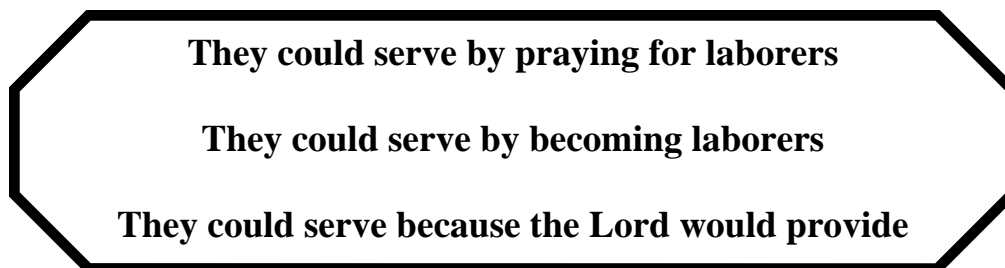 They could serve by praying for laborers
They could serve by becoming laborers
They could serve because the Lord would provide